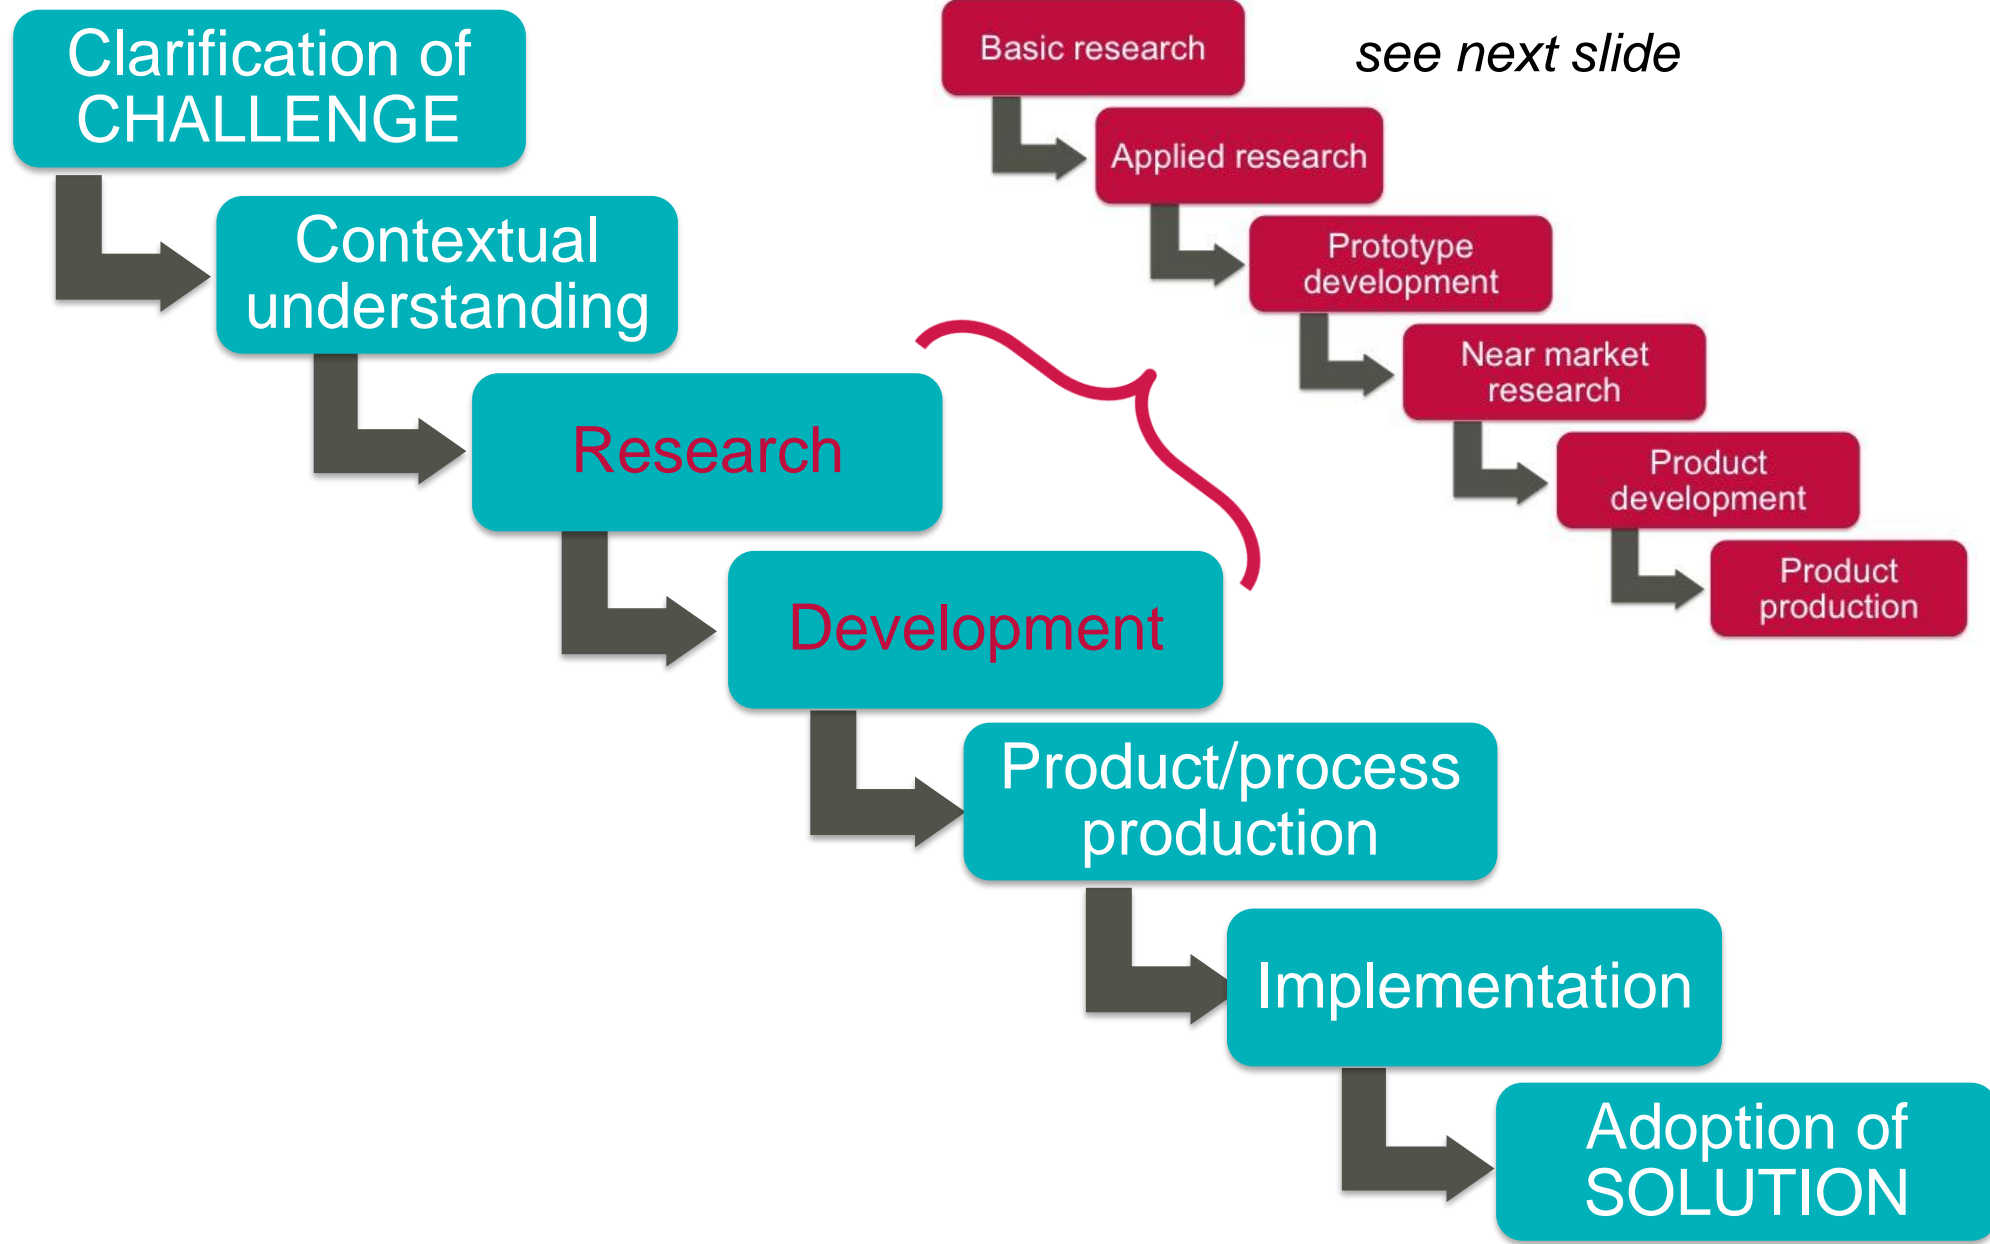 Clarification of
CHALLENGE
Contextual
understanding
Research
Development
Product/process
production
Implementation
Adoption of
SOLUTION
see next slide
Basic research
Applied research
Prototype
development
Near market
research
Product
development
Product
production